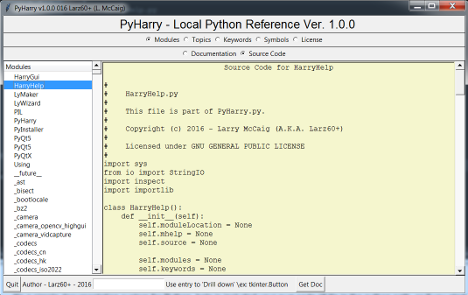 PyHarry v1.0.0 016 Larz60+ (L. McCaig)
PyHarry - Local Python Reference Ver. 1.0.0
Modules Topics Keywords Symbols License
Documentation Source Code
Modules
HarryGui
HarryHelp
LyMaker
LyWizard
PIL
PyHarry
PyInstaller
PyQt5
PyQt5
PyQtX
Using
__future__
_ast
_bisect
_bootlocale
_bz2
_camera
_camera_opencv_highgui
_camera_vidcapture
_codecs
_codecs_cn
_codecs_hk
_codecs_iso2022
Source Code for HarryHelp
#
# HarryHelp.py
#
# This file is part of PyHarry.py.
#
# Copyright (c) 2016 - Larry McCaig (A.K.A. Larz60+)
#
# Licensed under GNU GENERAL PUBLIC LICENSE
#
import sys
from io import StringIO
import inspect
import importlib
class HarryHelp():
def __init__(self):
self.moduleLocation = None
self.mhelp = None
self.source = None
self.modules = None
self.keywords = None
Quit Author - Larz60+ - 2016 Use entry to 'Drill down' \ex: tkinter.Button Get Doc